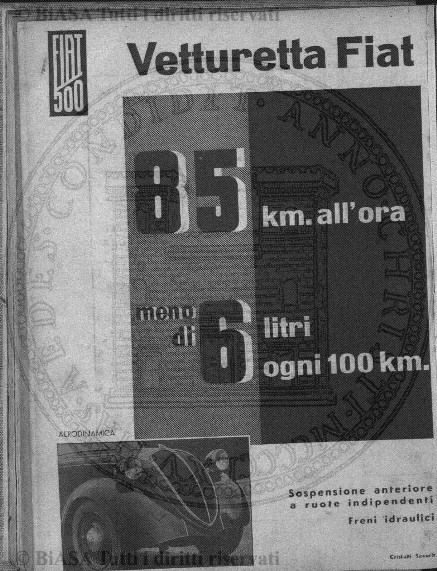 © BiASA Tutti i diritti riservati
FIAT
500
Vetturetta Fiat
85 km. all'ora
meno
di 6 litri
ogni 100 km.
AERODINAMICA
Sospensione anteriore
a ruote indipendenti
Freni idraulici
© BiASA Tutti i diritti riservati